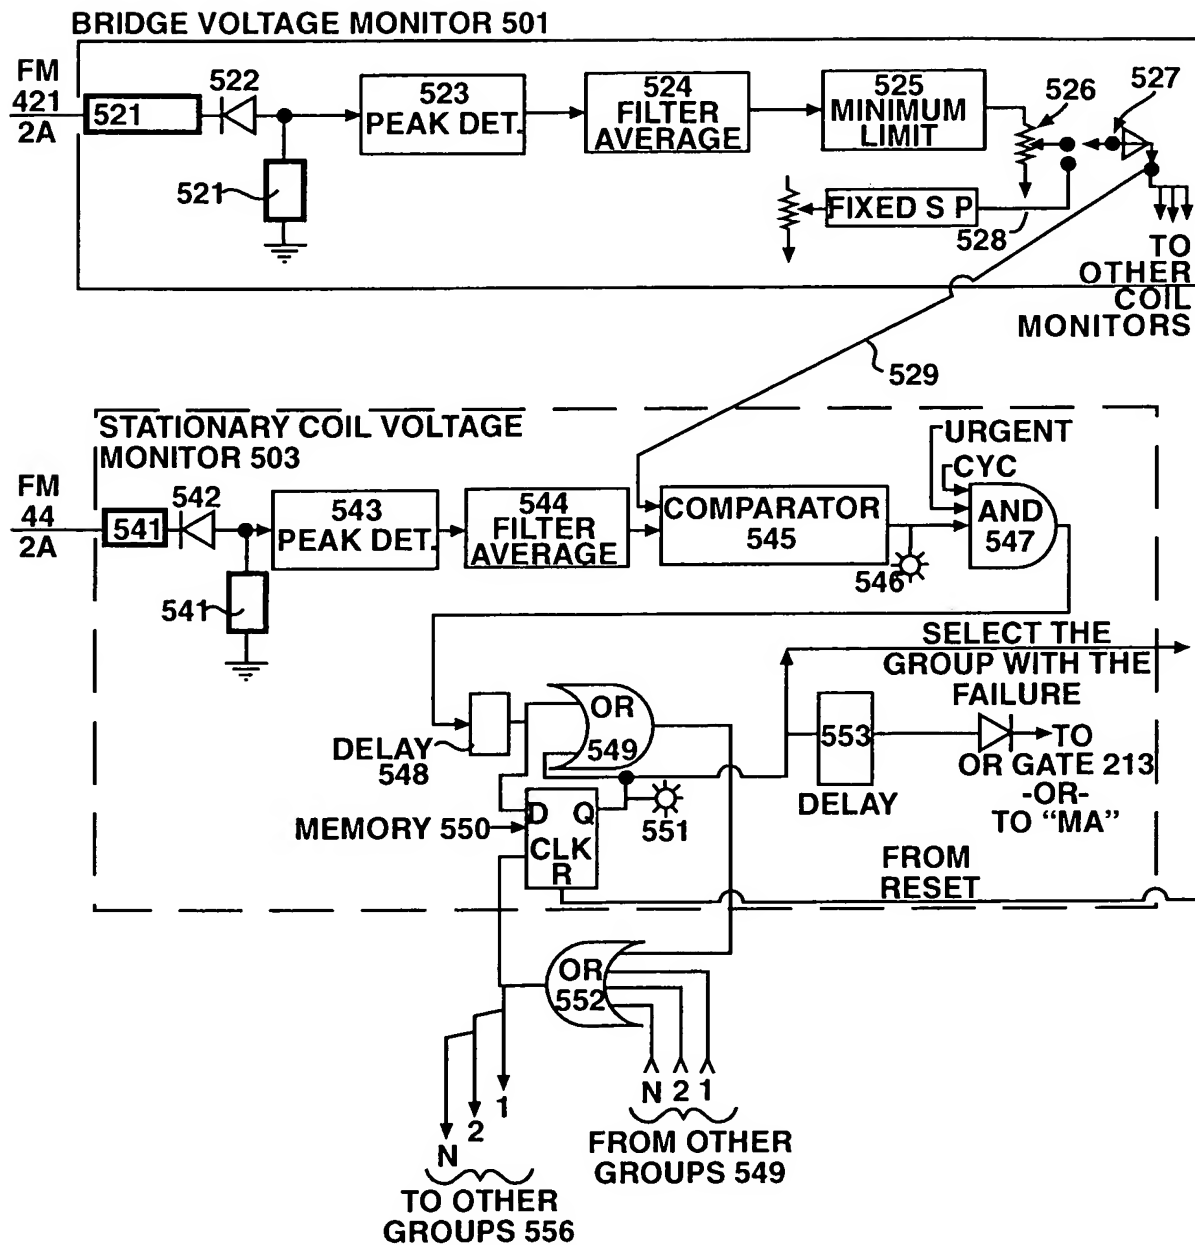 BRIDGE VOLTAGE MONITOR 501
FM
421
2A
521
522
521
523
PEAK DET.
524
FILTER
AVERAGE
525
MINIMUM
LIMIT
526
527
FIXED S P
528
TO
OTHER
COIL
MONITORS
529
STATIONARY COIL VOLTAGE
MONITOR 503
FM
44
2A
541
542
541
543
PEAK DET.
544
FILTER
AVERAGE
COMPARATOR
545
546
URGENT
CYC
AND
547
SELECT THE
GROUP WITH THE
FAILURE
DELAY
548
OR
549
553
DELAY
TO
OR GATE 213
-OR-
TO "MA"
MEMORY 550
D Q
CLK
R
551
FROM
RESET
OR
552
N 2 1
FROM OTHER
GROUPS 549
1
2
N
TO OTHER
GROUPS 556